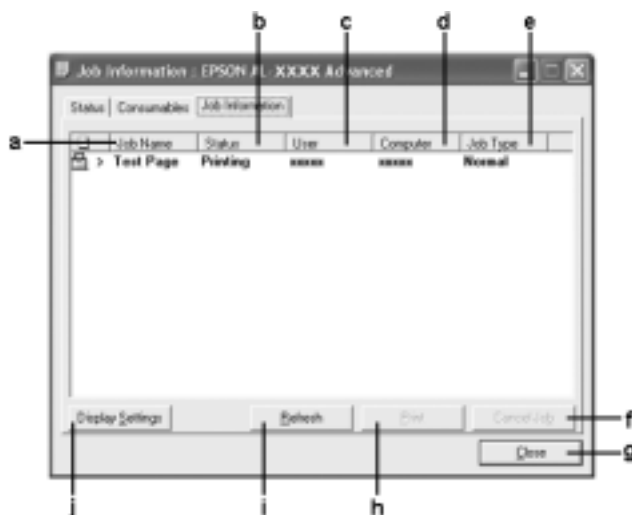 b c d e
Job Information : EPSON AL-XXXX Advanced
Status Consumables Job Information
a Job Name Status User Computer Job Type
> Test Page Printing xxxxx xxxxx Normal
Display Settings Refresh Print Cancel Job f
Close g
j i h